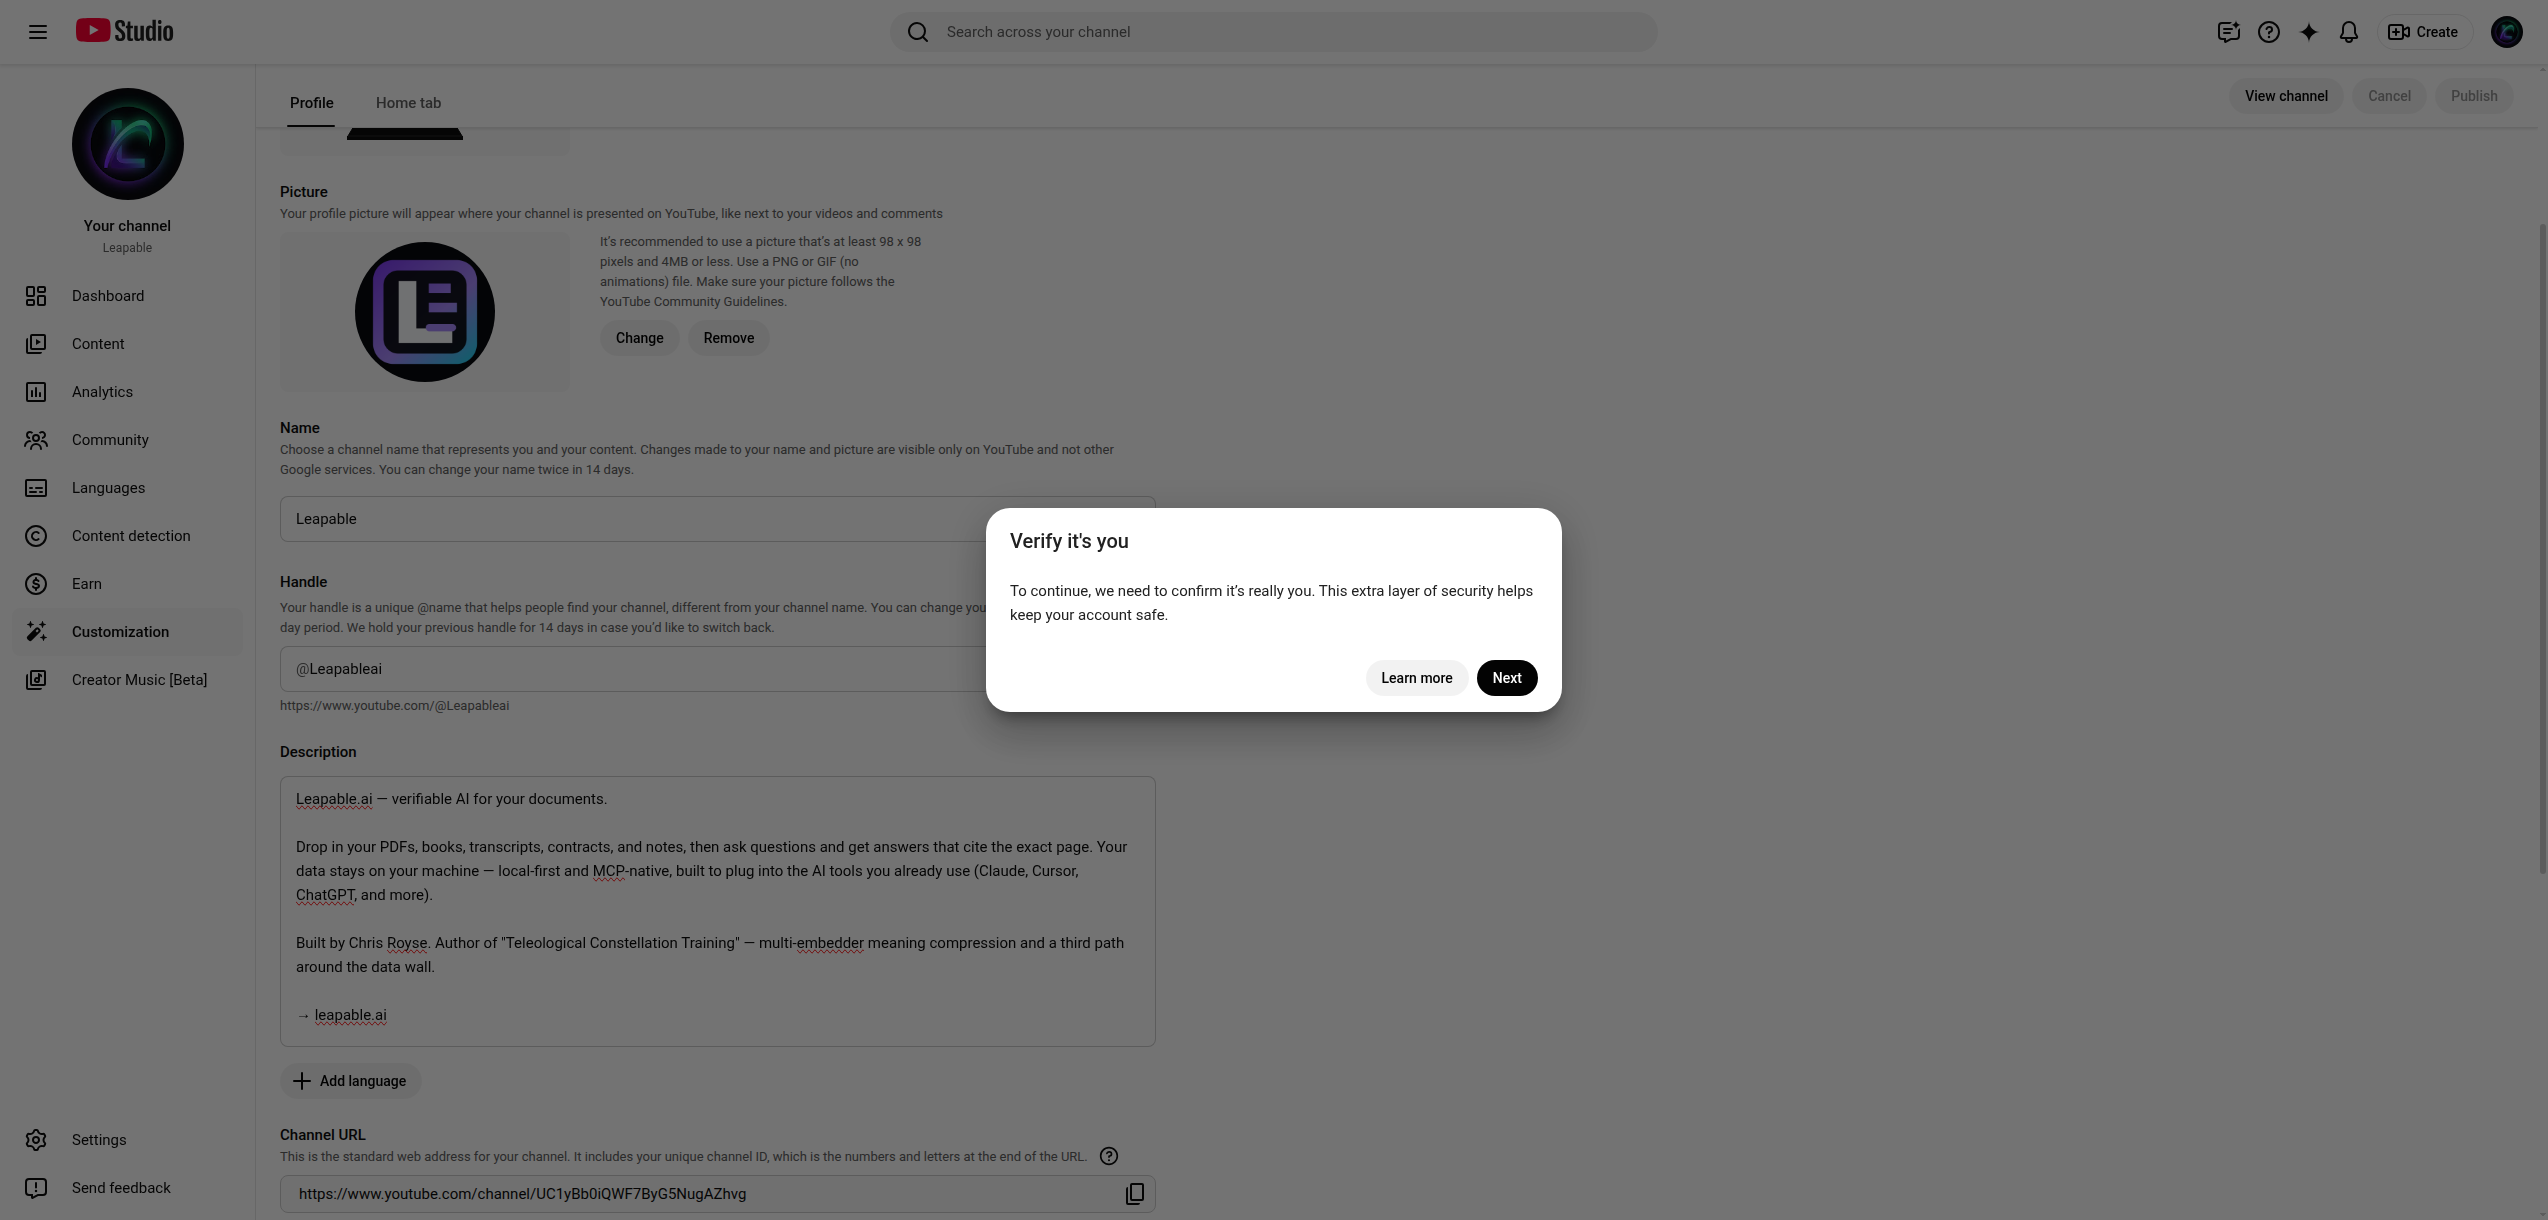 Studio
Search across your channel
Create
Profile
Home tab
View channel
Cancel
Publish
Your channel
Leapable
Dashboard
Content
Analytics
Community
Languages
Content detection
Earn
Customization
Creator Music [Beta]
Settings
Send feedback
Picture
Your profile picture will appear where your channel is presented on YouTube, like next to your videos and comments
It's recommended to use a picture that's at least 98 x 98
pixels and 4MB or less. Use a PNG or GIF (no
animations) file. Make sure your picture follows the
YouTube Community Guidelines.
Change
Remove
Name
Choose a channel name that represents you and your content. Changes made to your name and picture are visible only on YouTube and not other
Google services. You can change your name twice in 14 days.
Leapable
Handle
Your handle is a unique @name that helps people find your channel, different from your channel name. You can change you
day period. We hold your previous handle for 14 days in case you'd like to switch back.
@Leapableai
https://www.youtube.com/@Leapableai
Description
Leapable.ai — verifiable AI for your documents.
Drop in your PDFs, books, transcripts, contracts, and notes, then ask questions and get answers that cite the exact page. Your
data stays on your machine — local-first and MCP-native, built to plug into the AI tools you already use (Claude, Cursor,
ChatGPT, and more).
Built by Chris Royse. Author of "Teleological Constellation Training" — multi-embedder meaning compression and a third path
around the data wall.
→ leapable.ai
Add language
Channel URL
This is the standard web address for your channel. It includes your unique channel ID, which is the numbers and letters at the end of the URL.
https://www.youtube.com/channel/UC1yBb0iQWF7ByG5NugAZhvg
Verify it's you
To continue, we need to confirm it's really you. This extra layer of security helps
keep your account safe.
Learn more
Next